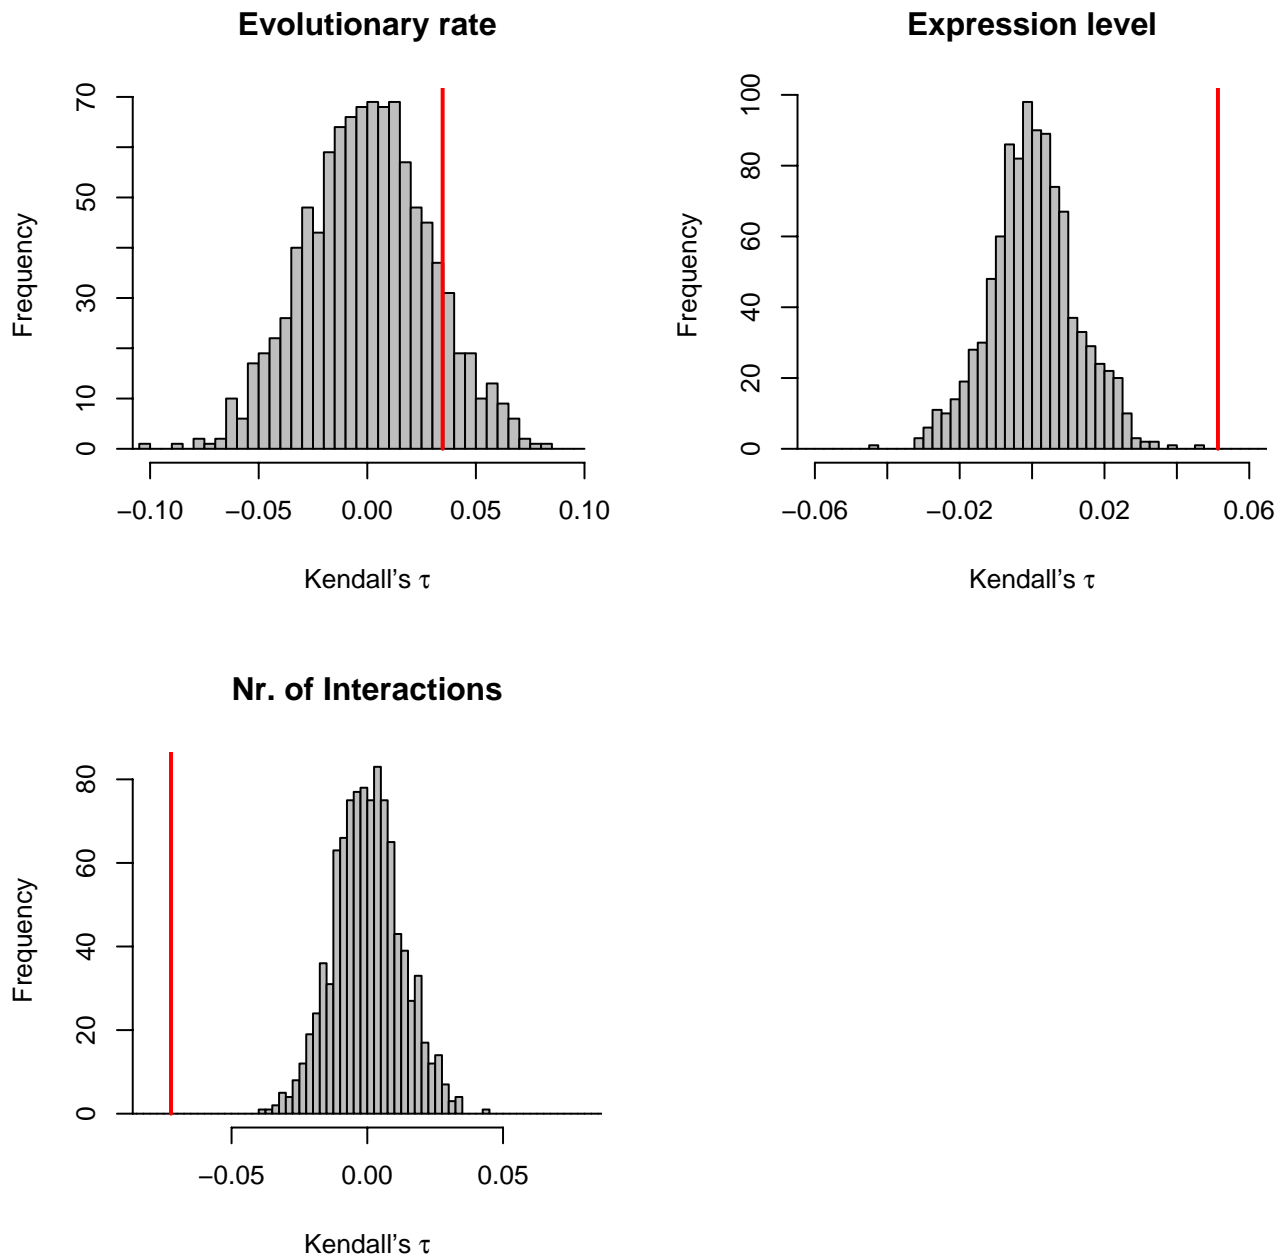 Evolutionary rate
Frequency
0
10
30
50
70
−0.10 −0.05 0.00 0.05 0.10
Kendall’s τ
Expression level
Frequency
0
20
40
60
80
100
−0.06 −0.02 0.02 0.06
Kendall’s τ
Nr. of Interactions
Frequency
0
20
40
60
80
−0.05 0.00 0.05
Kendall’s τ